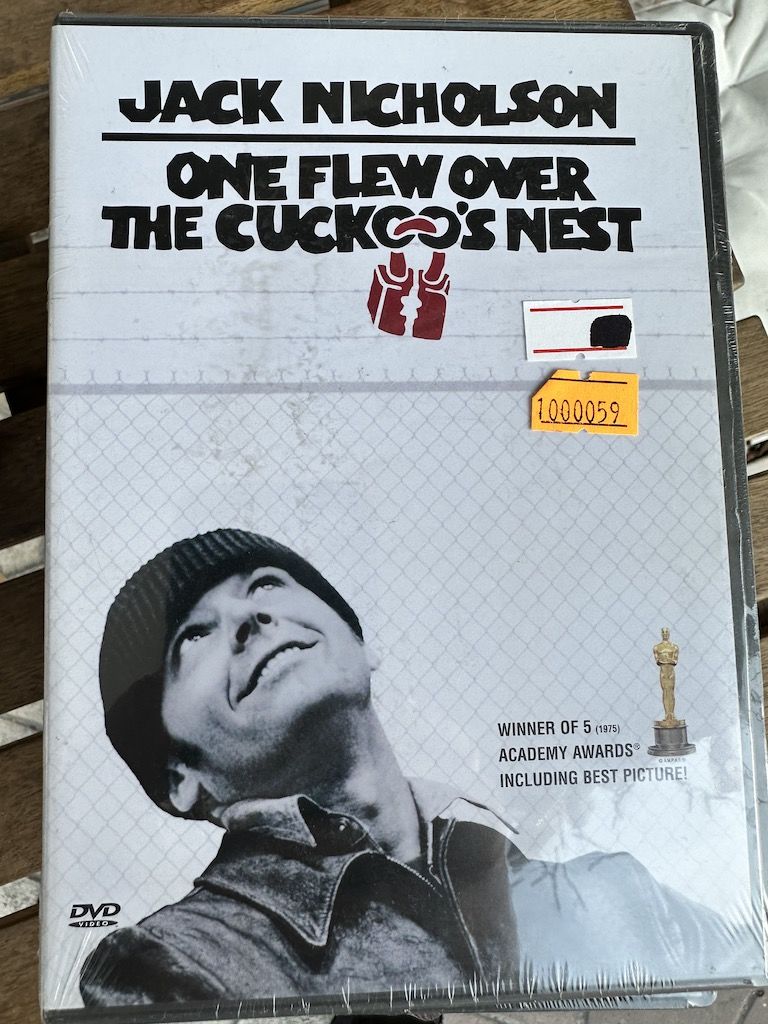 JACK NICHOLSON
ONE FLEW OVER
THE CUCKOO'S NEST
1000059
WINNER OF 5 (1975)
ACADEMY AWARDS®
INCLUDING BEST PICTURE!
©AMPAS®
DVD
VIDEO